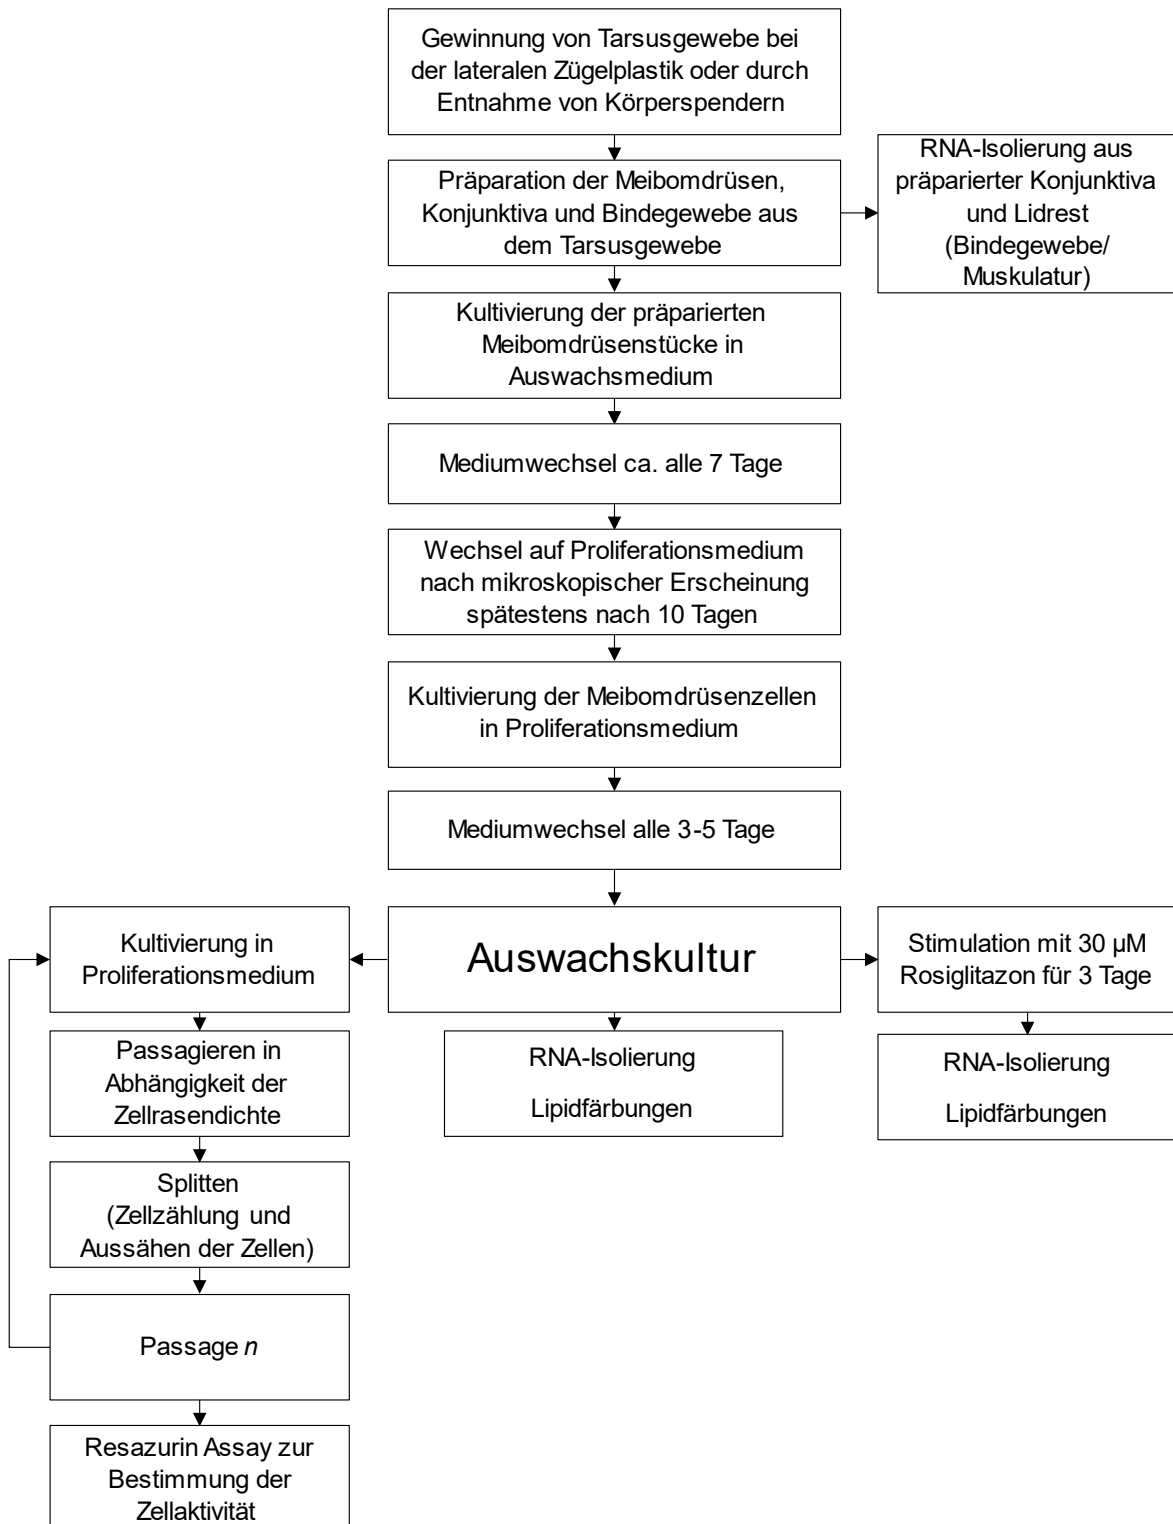 Gewinnung von Tarsusgewebe bei
der lateralen Zügelplastik oder durch
Entnahme von Körperspendern
Präparation der Meibomdrüsen,
Konjunktiva und Bindegewebe aus
dem Tarsusgewebe
RNA-Isolierung aus
präparierter Konjunktiva
und Lidrest
(Bindegewebe/
Muskulatur)
Kultivierung der präparierten
Meibomdrüsenstücke in
Auswachsmedium
Mediumwechsel ca. alle 7 Tage
Wechsel auf Proliferationsmedium
nach mikroskopischer Erscheinung
spätestens nach 10 Tagen
Kultivierung der Meibomdrüsenzellen
in Proliferationsmedium
Mediumwechsel alle 3-5 Tage
Auswachskultur
Kultivierung in
Proliferationsmedium
Passagieren in
Abhängigkeit der
Zellrasendichte
Splitten
(Zellzählung und
Aussähen der Zellen)
Passage n
Resazurin Assay zur
Bestimmung der
Zellaktivität
RNA-Isolierung
Lipidfärbungen
Stimulation mit 30 µM
Rosiglitazon für 3 Tage
RNA-Isolierung
Lipidfärbungen